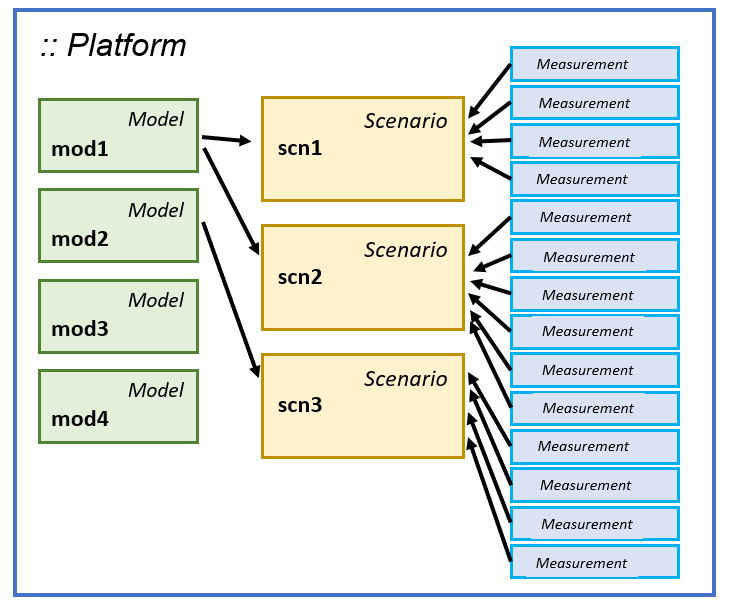 :: Platform
Model
mod1
Model
mod2
Model
mod3
Model
mod4
Scenario
scn1
Scenario
scn2
Scenario
scn3
Measurement
Measurement
Measurement
Measurement
Measurement
Measurement
Measurement
Measurement
Measurement
Measurement
Measurement
Measurement
Measurement
Measurement